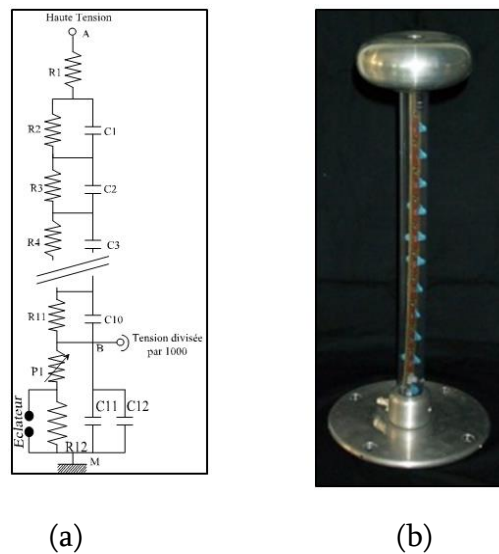 Haute Tension
A
R1
R2
C1
R3
C2
R4
C3
R11
C10
B
Tension divisée
par 1000
P1
Eclateur
C11
C12
R12
M
(a)
(b)